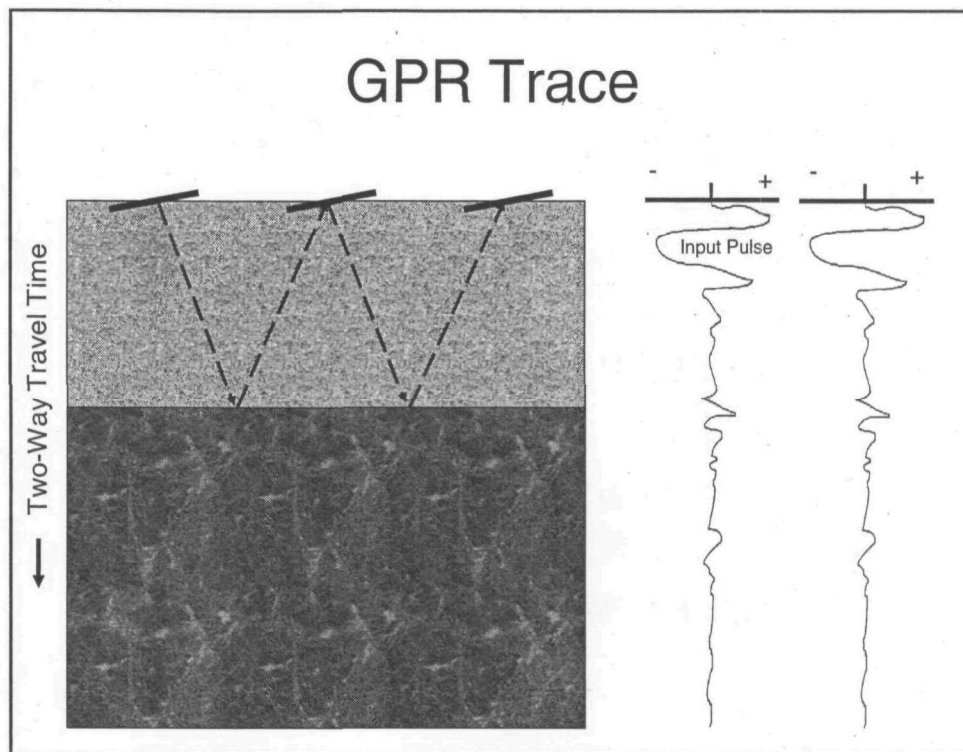 GPR Trace
Two-Way Travel Time
- +
- +
Input Pulse